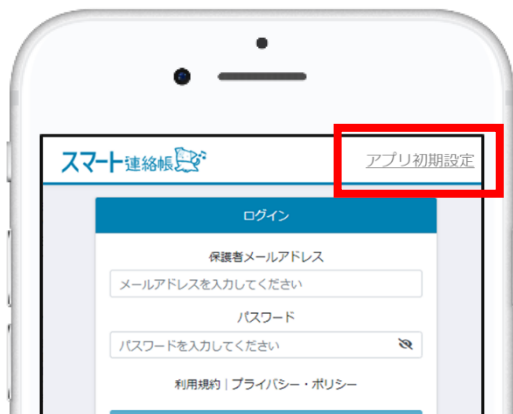 スマート連絡帳
アプリ初期設定
ログイン
保護者メールアドレス
メールアドレスを入力してください
パスワード
パスワードを入力してください
利用規約｜プライバシー・ポリシー